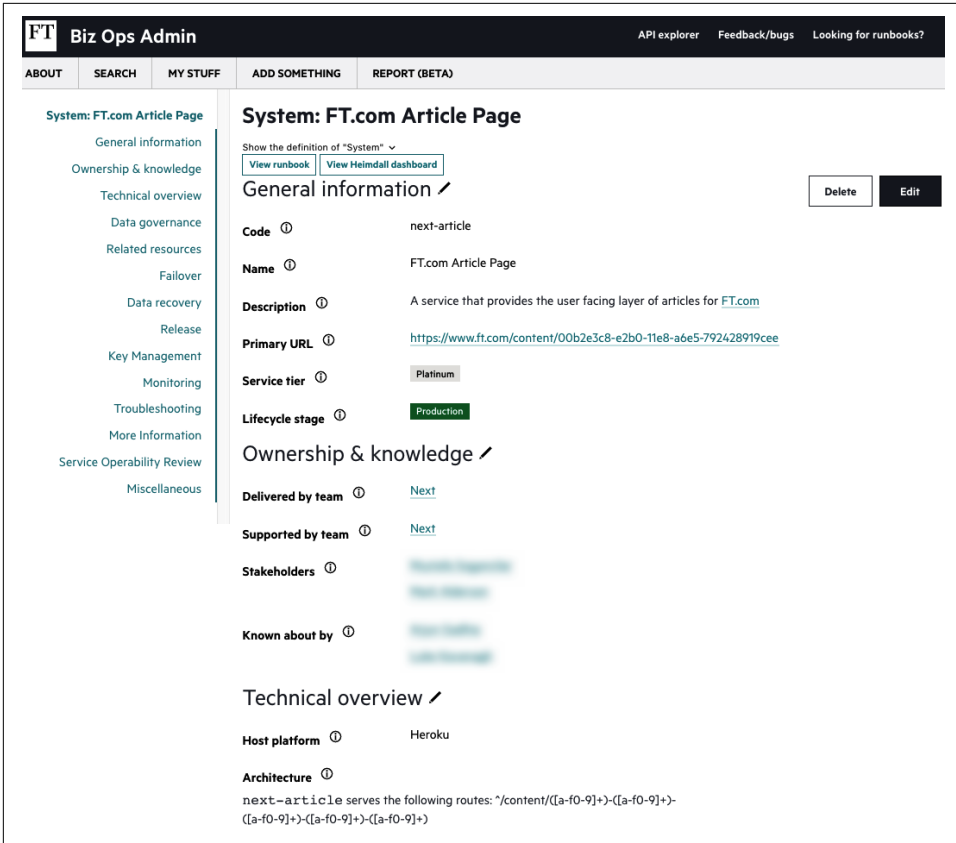 FT Biz Ops Admin API explorer Feedback/bugs Looking for runbooks?
ABOUT SEARCH MY STUFF ADD SOMETHING REPORT (BETA)
System: FT.com Article Page
General information
Ownership & knowledge
Technical overview
Data governance
Related resources
Failover
Data recovery
Release
Key Management
Monitoring
Troubleshooting
More Information
Service Operability Review
Miscellaneous
System: FT.com Article Page
Show the definition of "System"
View runbook View Heimdall dashboard
General information
Delete Edit
Code next-article
Name FT.com Article Page
Description A service that provides the user facing layer of articles for FT.com
Primary URL https://www.ft.com/content/00b2e3c8-e2b0-11e8-a6e5-792428919cee
Service tier Platinum
Lifecycle stage Production
Ownership & knowledge
Delivered by team Next
Supported by team Next
Stakeholders
Known about by
Technical overview
Host platform Heroku
Architecture
next-article serves the following routes: ^/content/([a-f0-9]+)-([a-f0-9]+)-
([a-f0-9]+)-([a-f0-9]+)-([a-f0-9]+)